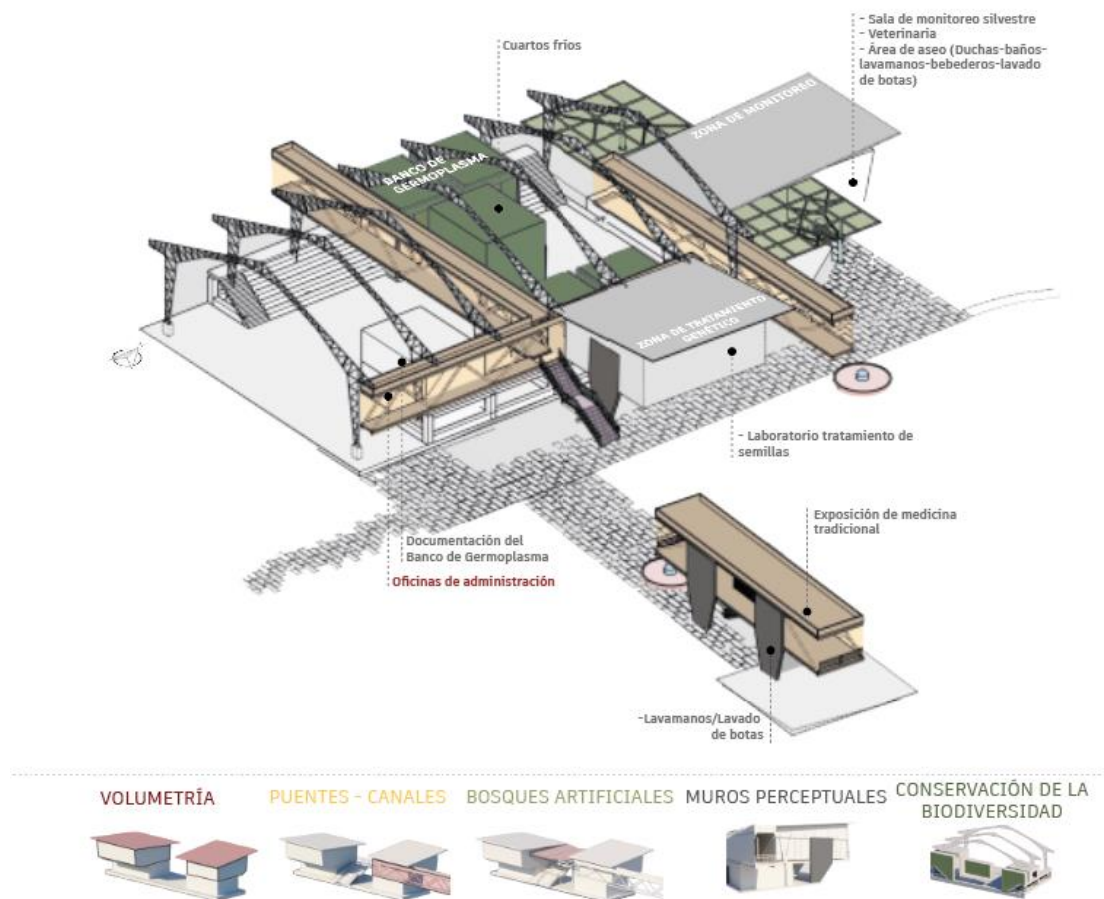 Cuartos fríos
- Sala de monitoreo silvestre
- Veterinaria
- Área de aseo (Duchas-baños-
lavamanos-bebederos-lavado
de botas)
ZONA DE MONITOREO
BANCO DE
GERMOPLASMA
ZONA DE TRATAMIENTO
GENÉTICO
- Laboratorio tratamiento de
semillas
Exposición de medicina
tradicional
Documentación del
Banco de Germoplasma
Oficinas de administración
-Lavamanos/Lavado
de botas
VOLUMETRÍA
PUENTES - CANALES
BOSQUES ARTIFICIALES
MUROS PERCEPTUALES
CONSERVACIÓN DE LA
BIODIVERSIDAD